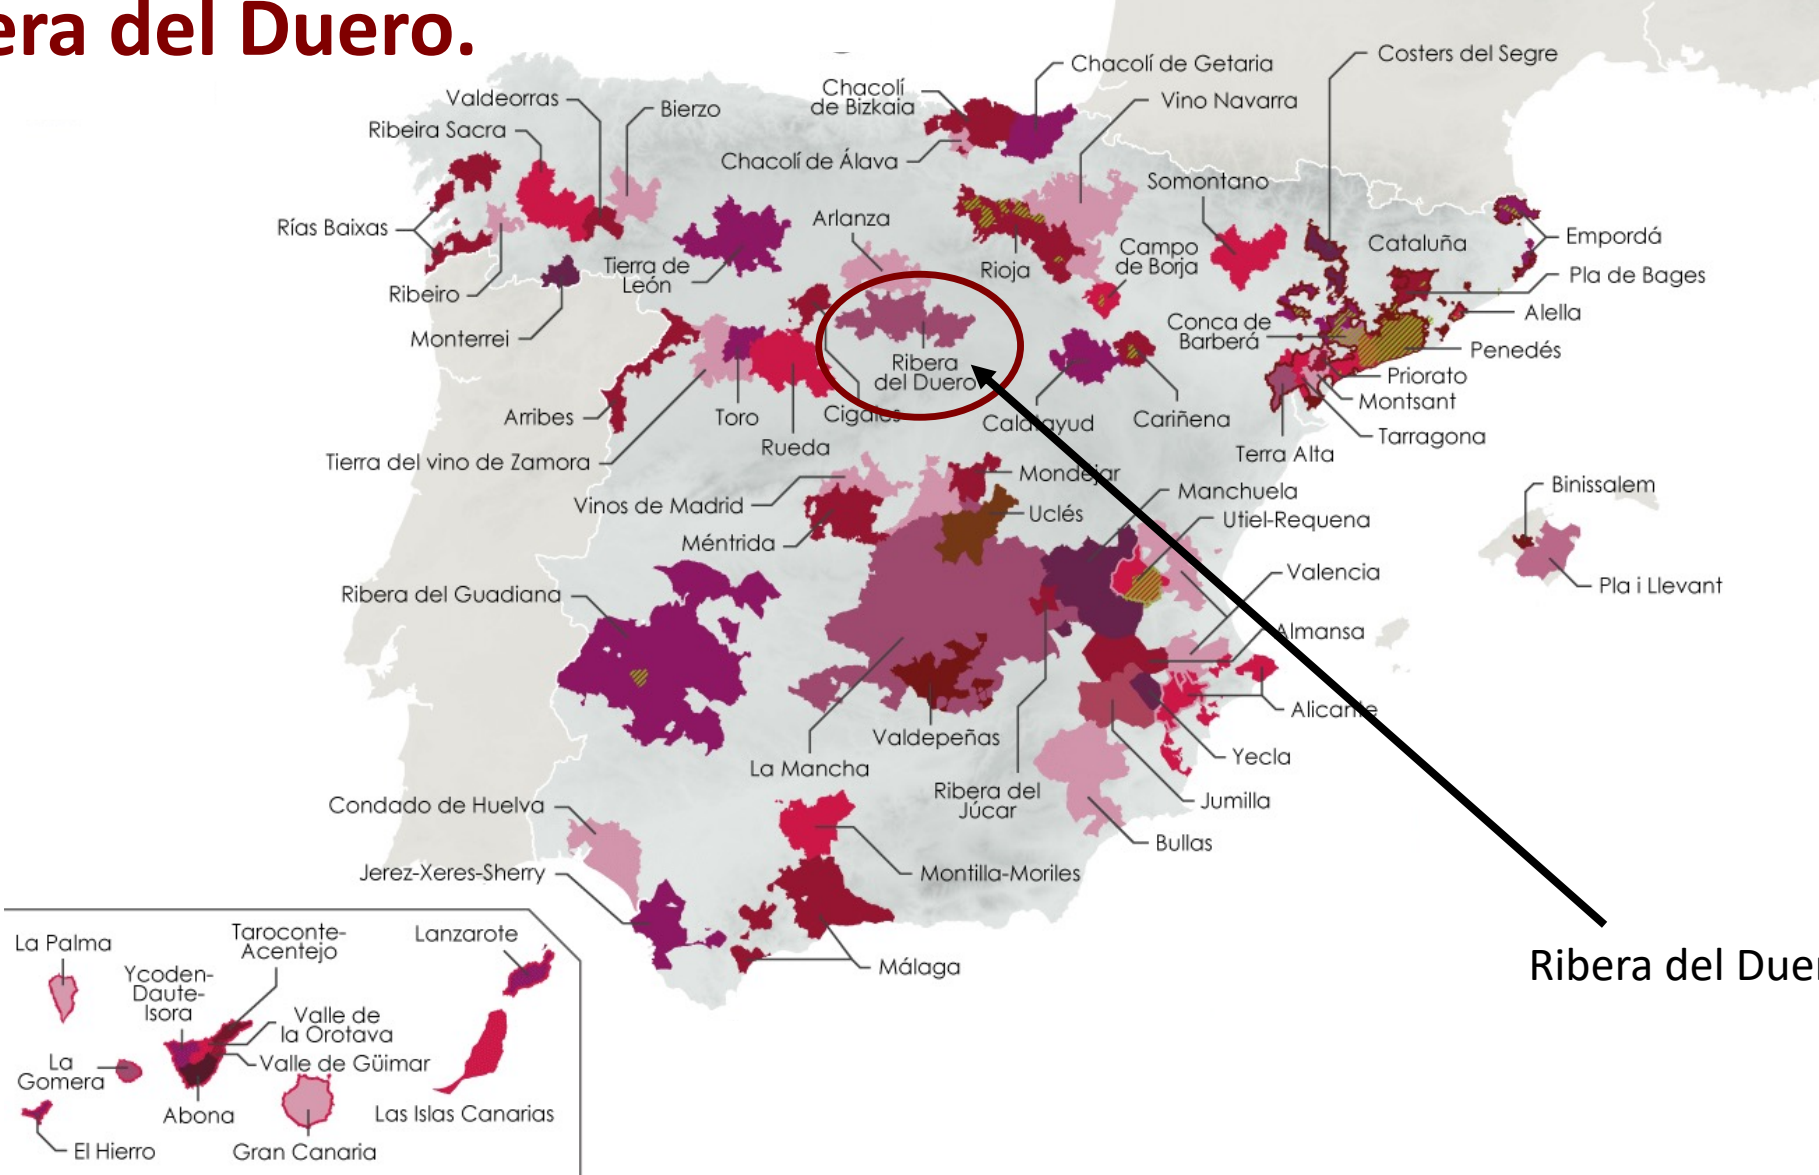 era del Duero.
Costers del Segre
Chacolí de Getaria
Chacolí
de Bizkaia
Valdeorras
Bierzo
Vino Navarra
Ribeira Sacra
Chacolí de Álava
Somontano
Arlanza
Rías Baixas
Cataluña
Empordá
Campo
de Borja
Rioja
Tierra de
León
Pla de Bages
Ribeiro
Alella
Conca de
Barberá
Monterrei
Penedés
Ribera
del Duero
Priorato
Montsant
Arribes
Toro
Cigales
Calatayud
Cariñena
Tarragona
Rueda
Terra Alta
Tierra del vino de Zamora
Mondejar
Binissalem
Manchuela
Vinos de Madrid
Uclés
Utiel-Requena
Méntrida
Valencia
Pla i Llevant
Ribera del Guadiana
Almansa
Alicante
Valdepeñas
Yecla
La Mancha
Ribera del
Júcar
Jumilla
Condado de Huelva
Bullas
Jerez-Xeres-Sherry
Montilla-Moriles
Málaga
Ribera del Duer
La Palma
Taroconte-
Acentejo
Lanzarote
Ycoden-
Daute-
Isora
Valle de
la Orotava
La
Gomera
Valle de Güimar
Abona
Las Islas Canarias
El Hierro
Gran Canaria